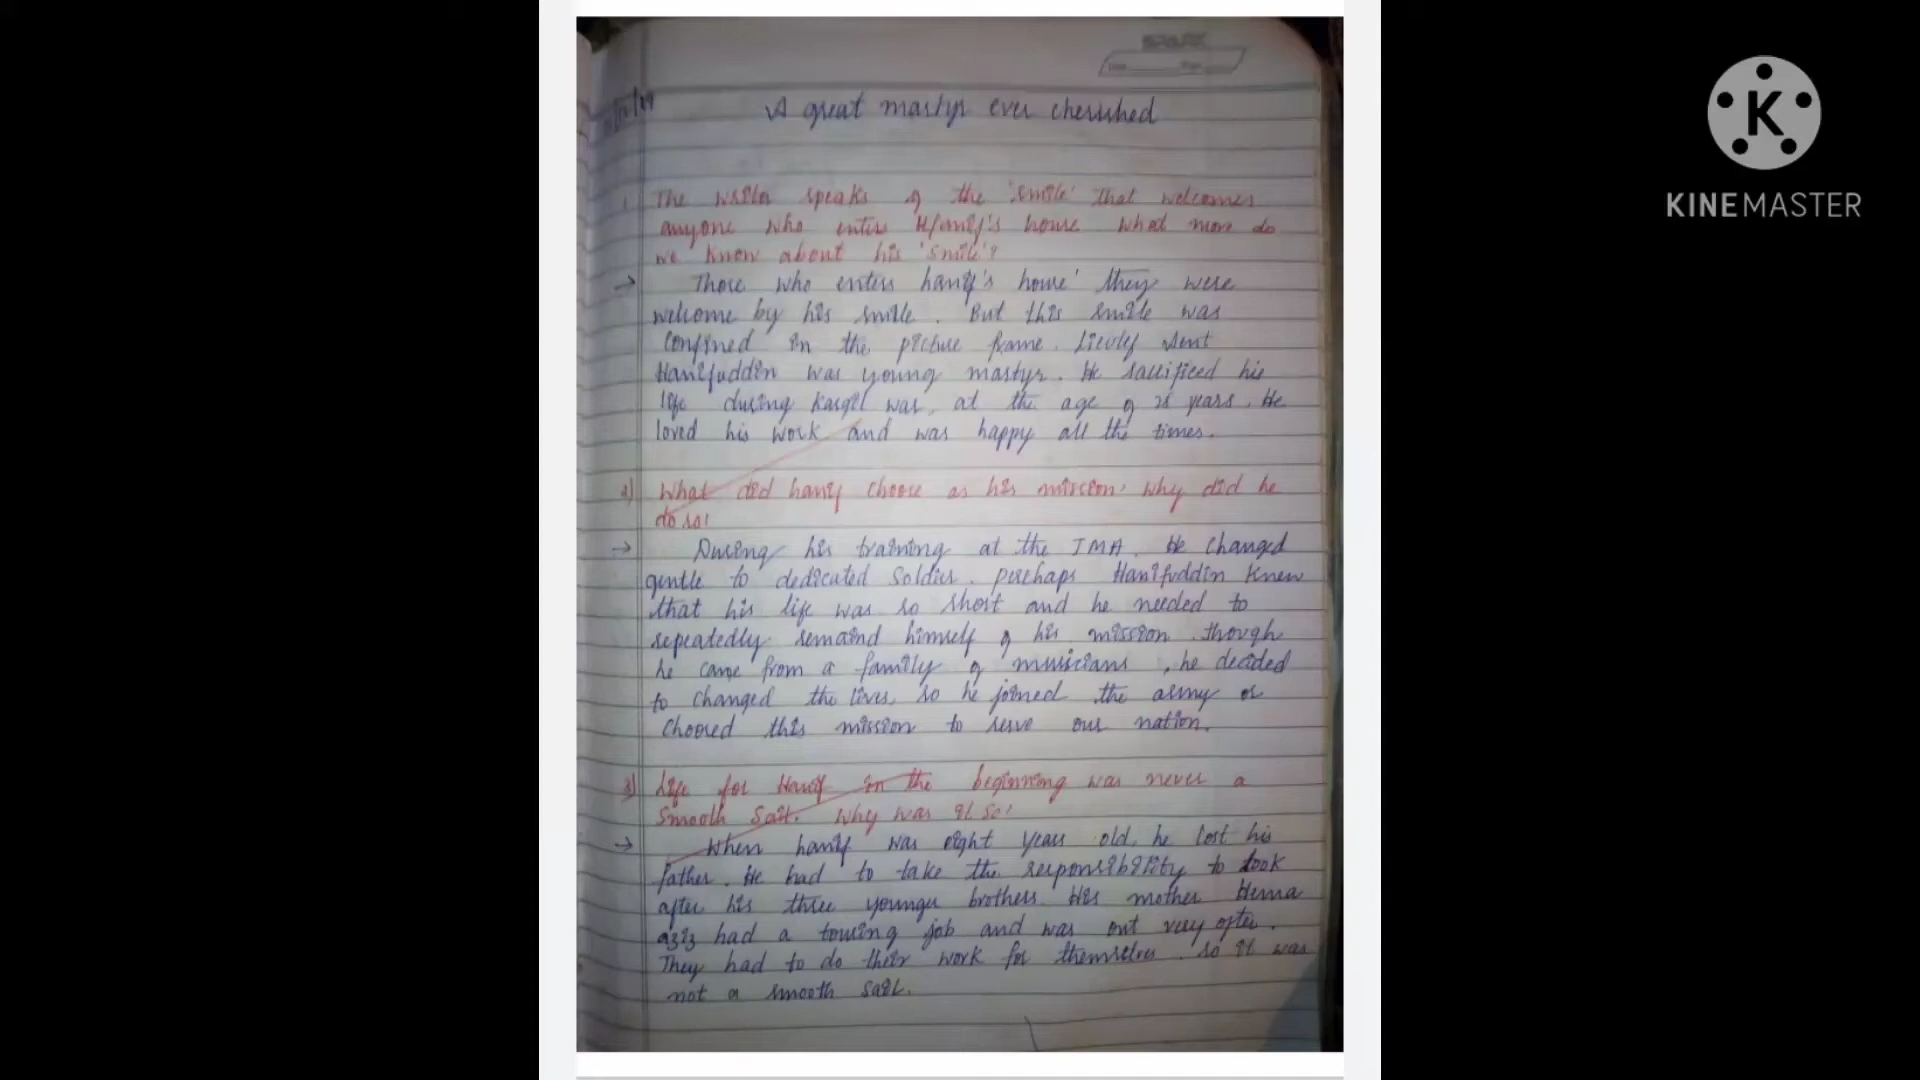 SPARK
A great martyr ever cherished
1 The writer speaks of the 'smile' that welcomes
anyone who enters Hfanif's house what more do
we know about his 'smile'?
→ Those who enters hanif's home' they were
welcome by his smile. But this smile was
confined in the picture frame.
Hanifuddin was young martyr. He sacrificed his
life during kargil war, at the age of 25 years. He
loved his work and was happy all the times.
2) What did hanif choose as his mission. why did he
do so!
→ During his training at the IMA. He changed
gentle to dedicated soldier. perhaps Hanifuddin knew
that his life was so short and he needed to
repeatedly remaind himself of his mission. though
he came from a family of musicians, he decided
to changed the lives, so he joined the army or
choosed this mission to serve our nation.
3) Life for Hanif in the beginning was never a
smooth sail. Why was it so!
→ When hanif was eight years old, he lost his
father. He had to take the responsibility to look
after his three younger brothers. His mother Hema
aziz had a touring job and was out very often.
They had to do their work for themselves. so it was
not a smooth sail.
K
KINEMASTER